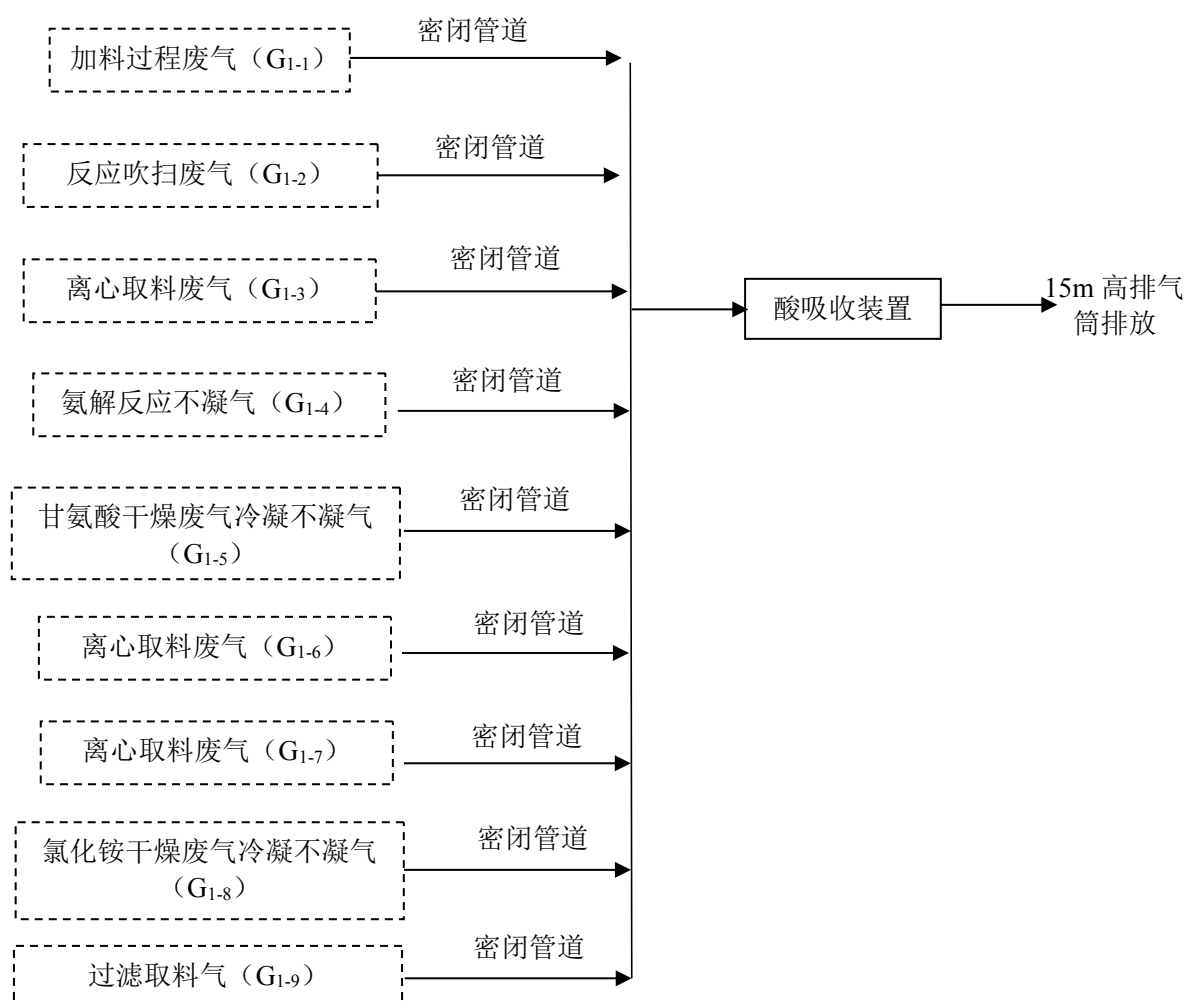 密闭管道
加料过程废气（G1-1）
密闭管道
反应吹扫废气（G1-2）
密闭管道
离心取料废气（G1-3）
酸吸收装置
15m 高排气
筒排放
密闭管道
氨解反应不凝气（G1-4）
密闭管道
甘氨酸干燥废气冷凝不凝气
（G1-5）
密闭管道
离心取料废气（G1-6）
密闭管道
离心取料废气（G1-7）
密闭管道
氯化铵干燥废气冷凝不凝气
（G1-8）
密闭管道
过滤取料气（G1-9）